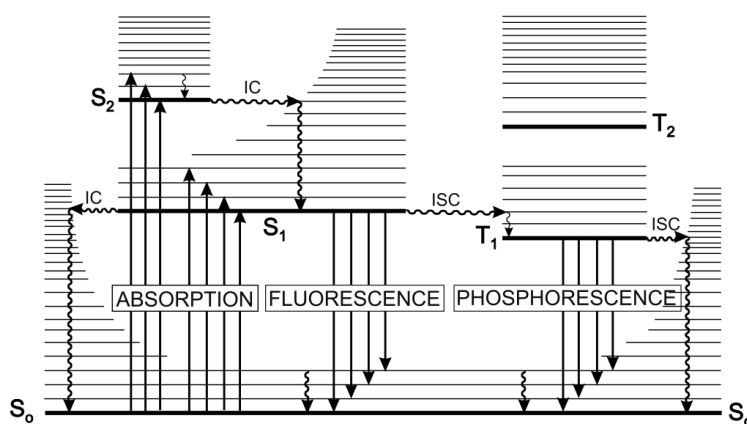 S2
IC
T2
IC
S1
ISC
T1
ISC
ABSORPTION
FLUORESCENCE
PHOSPHORESCENCE
So
So